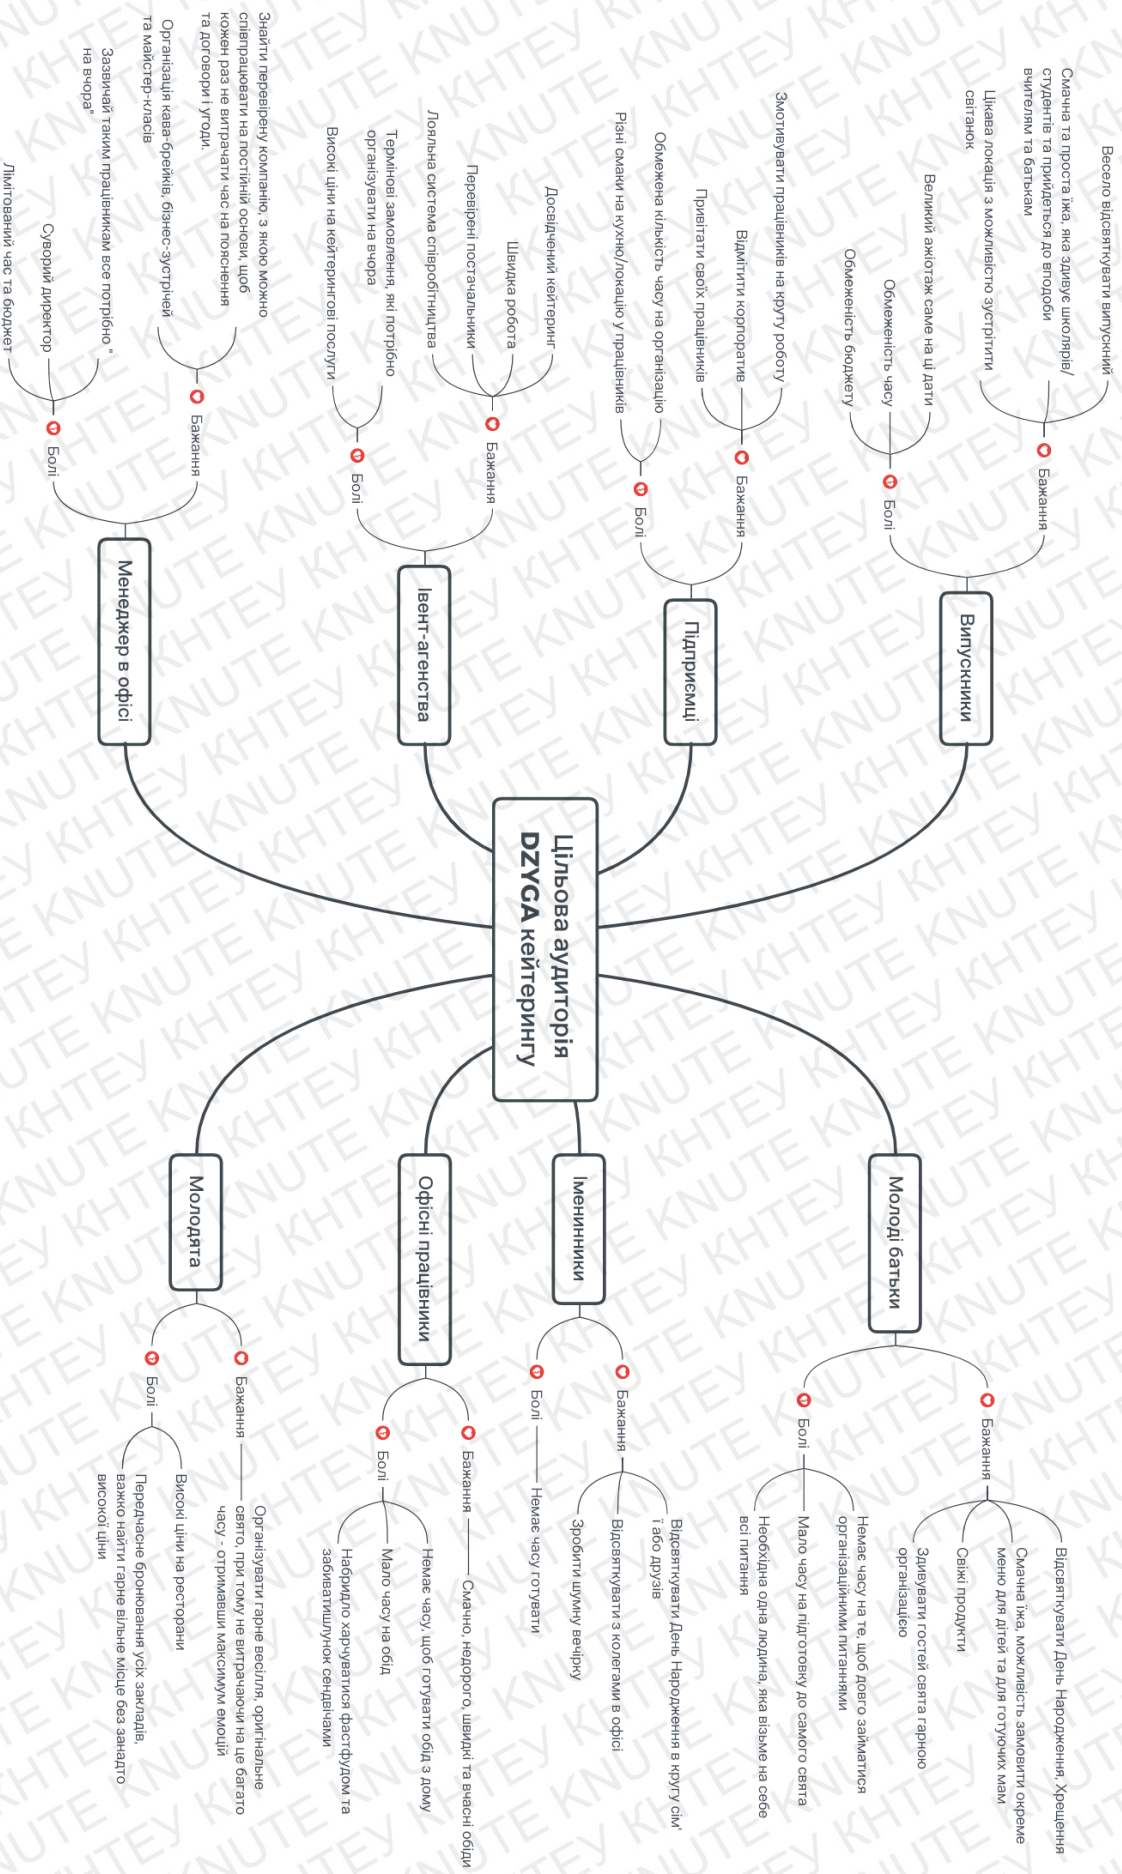 Цільова аудиторія
DZYGA кейтерингу
Випускники
Бажання
Весело відсвяткувати випускний
Смачна та проста їжа, яка здивує школярів/
студентів та прийдеться до вподоби
вчителям та батькам
Цікава локація з можливістю зустрітити
світанок
Болі
Великий ажіотаж саме на ці дати
Обмеженість часу
Обмеженість бюджету
Підприємці
Бажання
Змотивувати працівників на круту роботу
Відмітити корпоратив
Привітати своїх працівників
Болі
Обмежена кількість часу на організацію
Різні смаки на кухню/локацію у працівників
Івент-агенства
Бажання
Досвідчений кейтеринг
Швидка робота
Перевірені постачальники
Лояльна система співробітництва
Болі
Термінові замовлення, які потрібно
організувати на вчора
Високі ціни на кейтерингові послуги
Менеджер в офісі
Бажання
Знайти перевірену компанію, з якою можно
співпрацювати на постійній основи, щоб
кожен раз не витрачати час на пояснення
та договори і угоди.
Організація кава-брейків, бізнес-зустрічей
та майстер-класів
Болі
Зазвичай таким працівникам все потрібно "
на вчора"
Суворий директор
Лімітований час та бюджет
Молоді батьки
Бажання
Відсвяткувати День Народження, Хрещення
Смачна їжа, можливість замовити окреме
меню для дітей та для готуючих мам
Свіжі продукти
Здивувати гостей свята гарною
організацією
Болі
Немає часу на те, щоб довго займатися
організаційними питаннями
Мало часу на підготовку до самого свята
Необхідна одна людина, яка візьме на себе
всі питання
Іменинники
Бажання
Відсвяткувати День Народження в кругу сім'
ї або друзів
Відсвяткувати з колегами в офісі
Зробити шумну вечірку
Болі
Немає часу готувати
Офісні працівники
Бажання
Смачно, недорого, швидкі та вчасні обіди
Болі
Немає часу, щоб готувати обід з дому
Мало часу на обід
Набридло харчуватися фастфудом та
забиватишлунок сендвічами
Молодята
Бажання
Організувати гарне весілля, оригінальне
свято, при тому не витрачаючи на це багато
часу - отримавши максимум емоцій
Болі
Високі ціни на ресторани
Передчасне бронювання усіх закладів,
важко найти гарне вільне місце без занадто
високої ціни